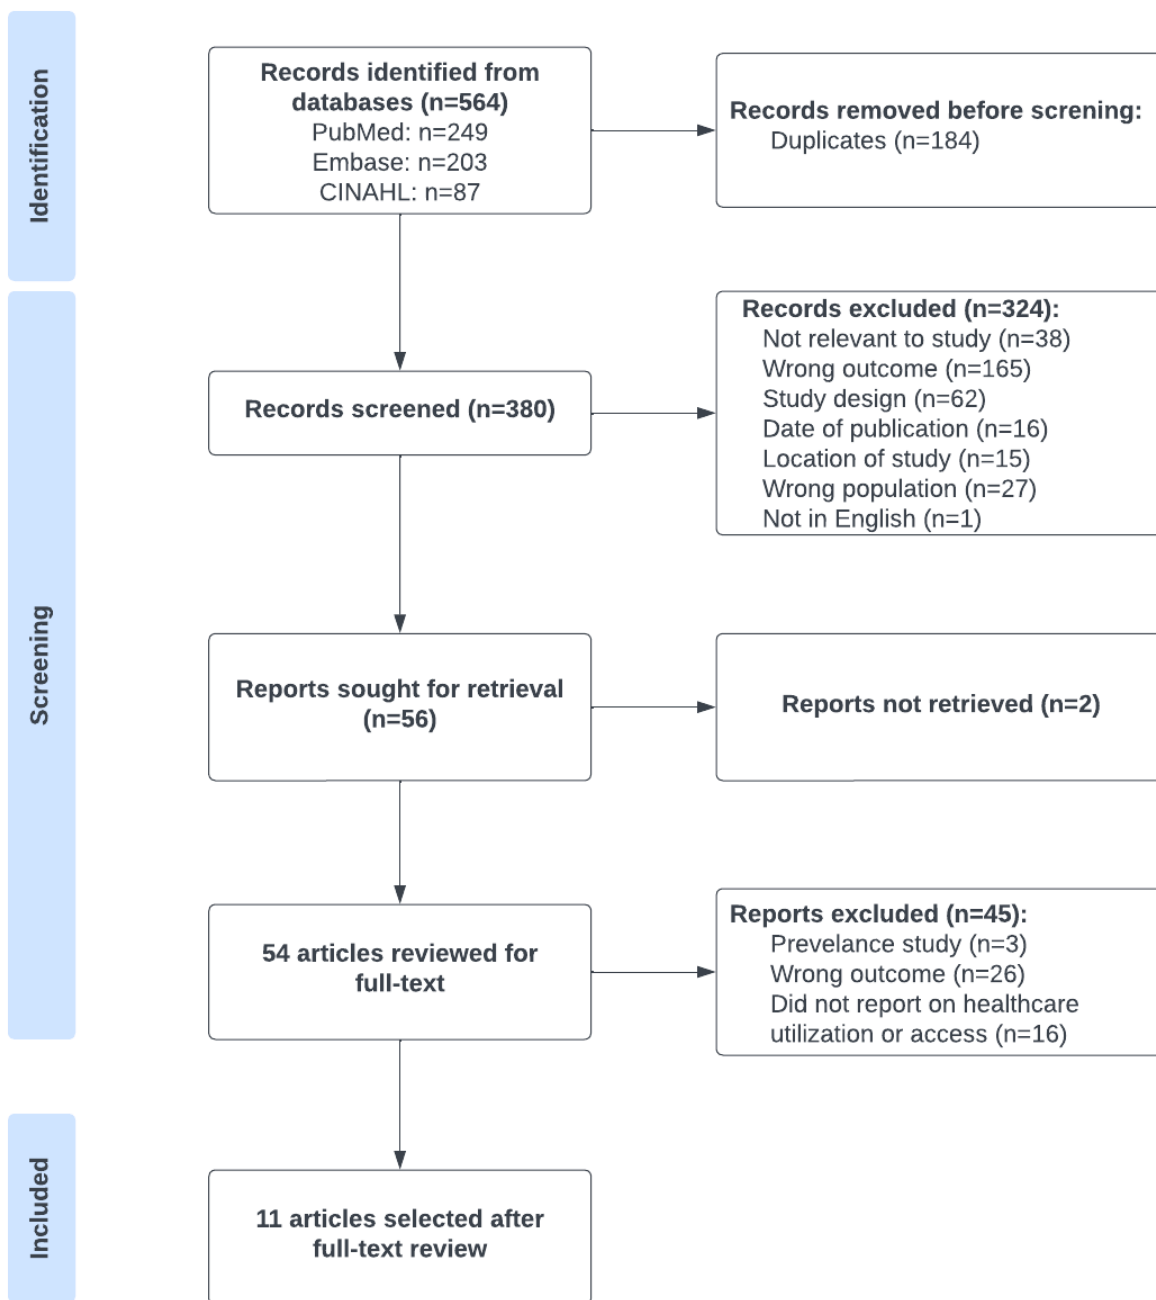 Identification
Records identified from
databases (n=564)
PubMed: n=249
Embase: n=203
CINAHL: n=87
Records removed before screning:
Duplicates (n=184)
Screening
Records screened (n=380)
Records excluded (n=324):
Not relevant to study (n=38)
Wrong outcome (n=165)
Study design (n=62)
Date of publication (n=16)
Location of study (n=15)
Wrong population (n=27)
Not in English (n=1)
Reports sought for retrieval
(n=56)
Reports not retrieved (n=2)
54 articles reviewed for
full-text
Reports excluded (n=45):
Prevelance study (n=3)
Wrong outcome (n=26)
Did not report on healthcare
utilization or access (n=16)
Included
11 articles selected after
full-text review